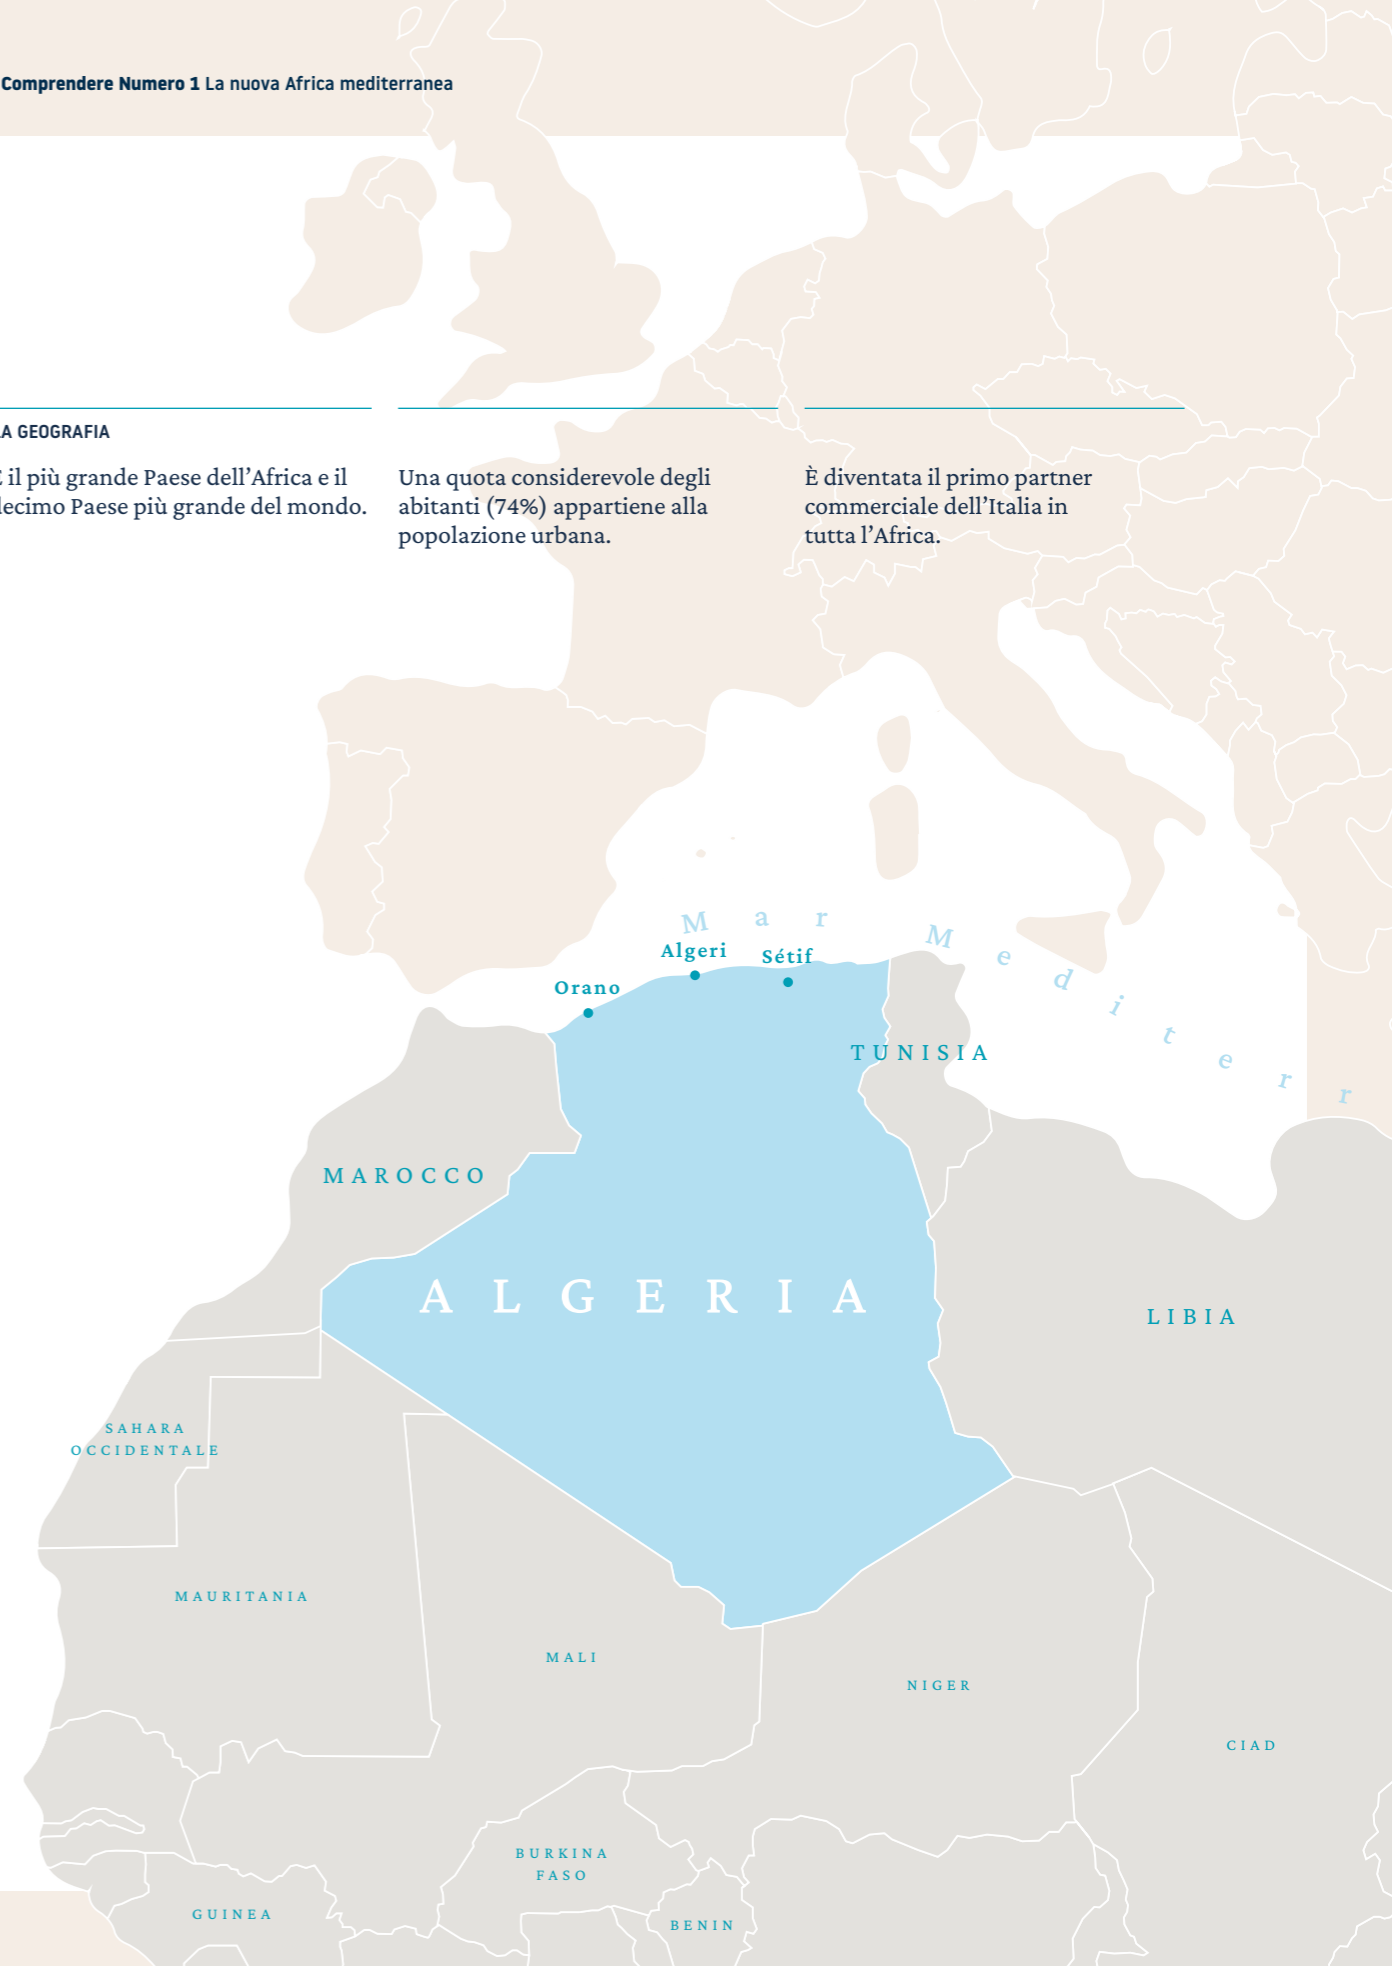 Comprendere Numero 1 La nuova Africa mediterranea
A GEOGRAFIA
il più grande Paese dell'Africa e il
ecimo Paese più grande del mondo.
Una quota considerevole degli
abitanti (74%) appartiene alla
popolazione urbana.
È diventata il primo partner
commerciale dell'Italia in
tutta l'Africa.
Mar Mediterr
Algeri
Sétif
Orano
TUNISIA
MAROCCO
ALGERIA
LIBIA
SAHARA
OCCIDENTALE
MAURITANIA
MALI
NIGER
CIAD
BURKINA
FASO
GUINEA
BENIN